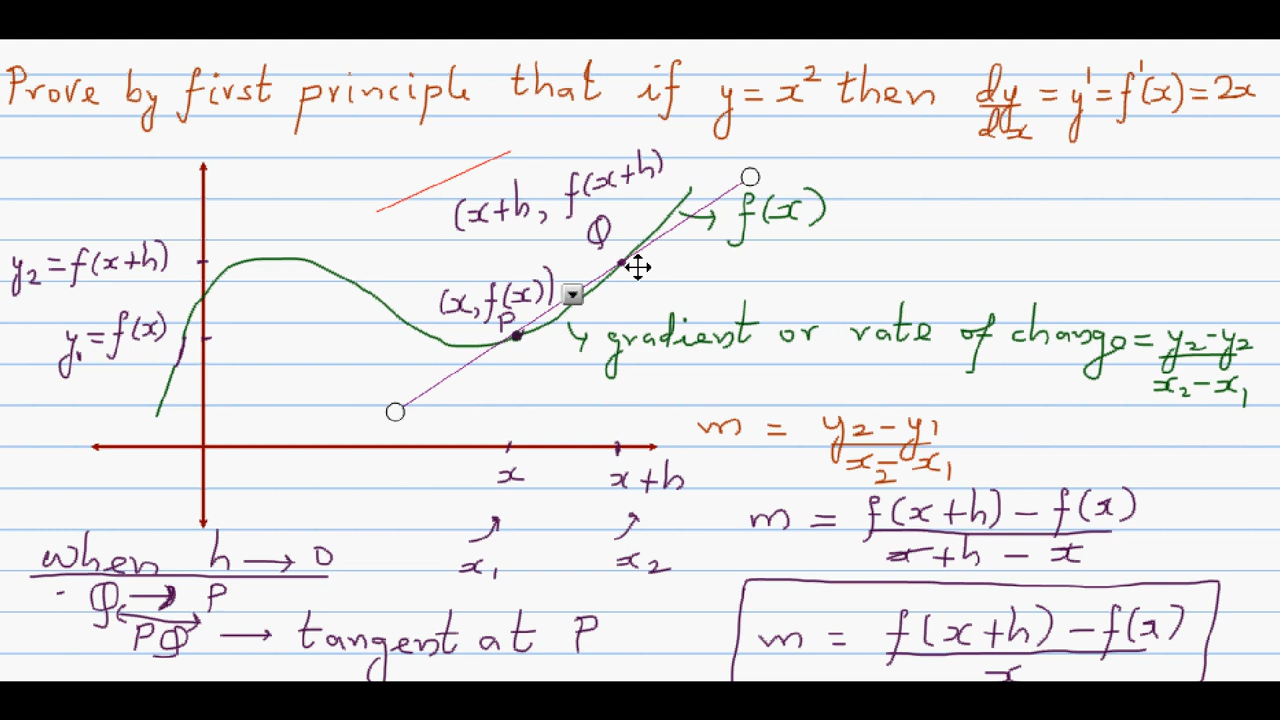 Prove by first principle that if y = x² then dy/dx = y' = f'(x) = 2x
(x+h, f(x+h)
Q
f(x)
y₂ = f(x+h)
(x, f(x))
P
y₁ = f(x)
gradient or rate of change = y₂-y₂/x₂-x₁
m = y₂-y₁/x₂-x₁
x
x+h
m = f(x+h) - f(x)/x+h - x
x₁
x₂
when h → 0
Q → P
PQ → tangent at P
m = f(x+h) - f(x)/x